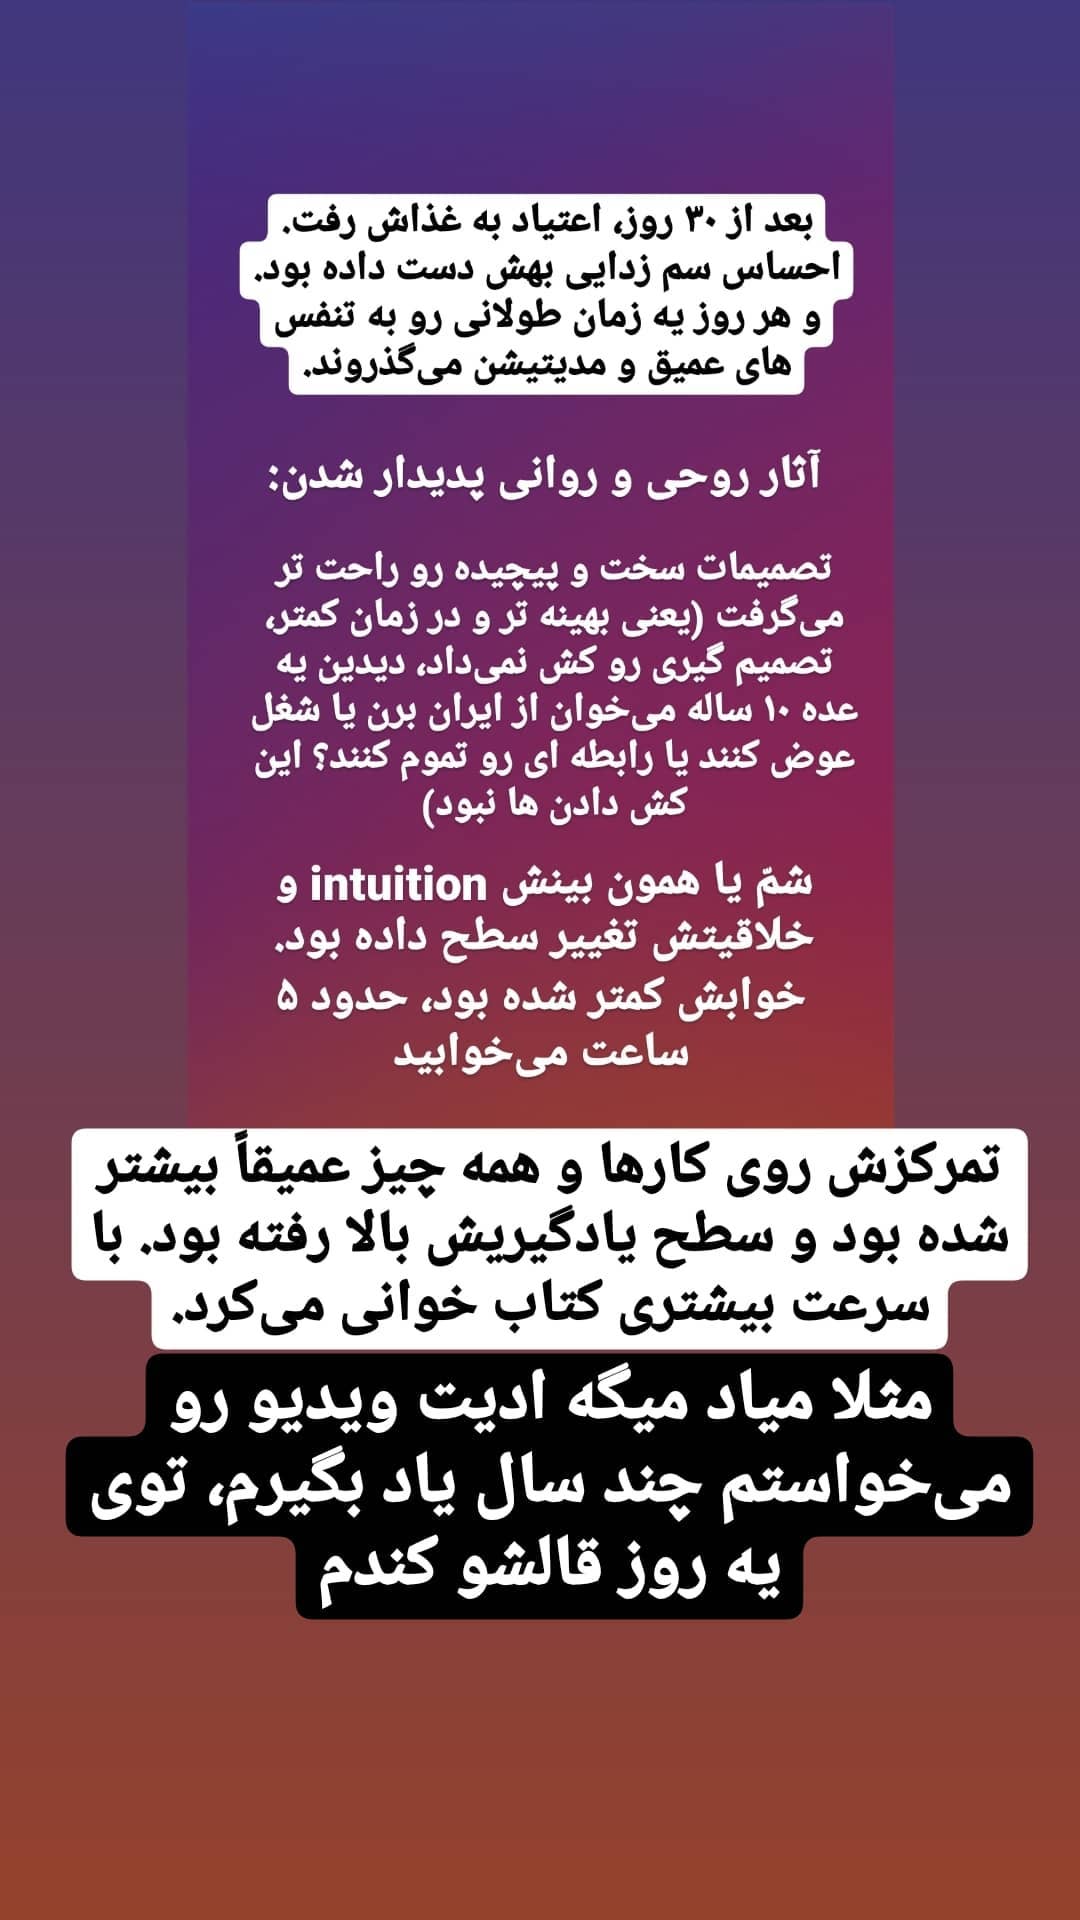 بعد از ۳۰ روز، اعتیاد به غذاش رفت.
احساس سم زدایی بهش دست داده بود.
و هر روز یه زمان طولانی رو به تنفس
های عمیق و مدیتیشن می‌گذروند.
آثار روحی و روانی پدیدار شدن:
تصمیمات سخت و پیچیده رو راحت تر
می‌گرفت (یعنی بهینه تر و در زمان کمتر،
تصمیم گیری رو کش نمی‌داد، دیدین یه
عده ۱۰ ساله می‌خوان از ایران برن یا شغل
عوض کنند یا رابطه ای رو تموم کنند؟ این
کش دادن ها نبود)
شمّ یا همون بینش intuition و
خلاقیتش تغییر سطح داده بود.
خوابش کمتر شده بود، حدود ۵
ساعت می‌خوابید
تمرکزش روی کارها و همه چیز عمیقاً بیشتر
شده بود و سطح یادگیریش بالا رفته بود. با
سرعت بیشتری کتاب خوانی می‌کرد.
مثلا میاد میگه ادیت ویدیو رو
می‌خواستم چند سال یاد بگیرم، توی
یه روز قالشو کندم